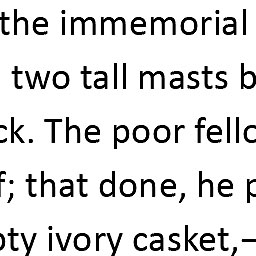 the immemorial
two tall masts b
ck. The poor fello
f; that done, he p
pty ivory casket,–